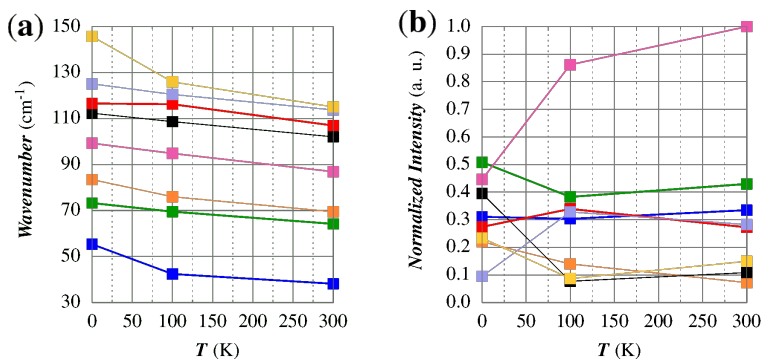 (a)
150
130
110
90
70
50
30
Wavenumber (cm⁻¹)
0 50 100 150 200 250 300
T (K)
(b)
1.0
0.9
0.8
0.7
0.6
0.5
0.4
0.3
0.2
0.1
0.0
Normalized Intensity (a. u.)
0 50 100 150 200 250 300
T (K)